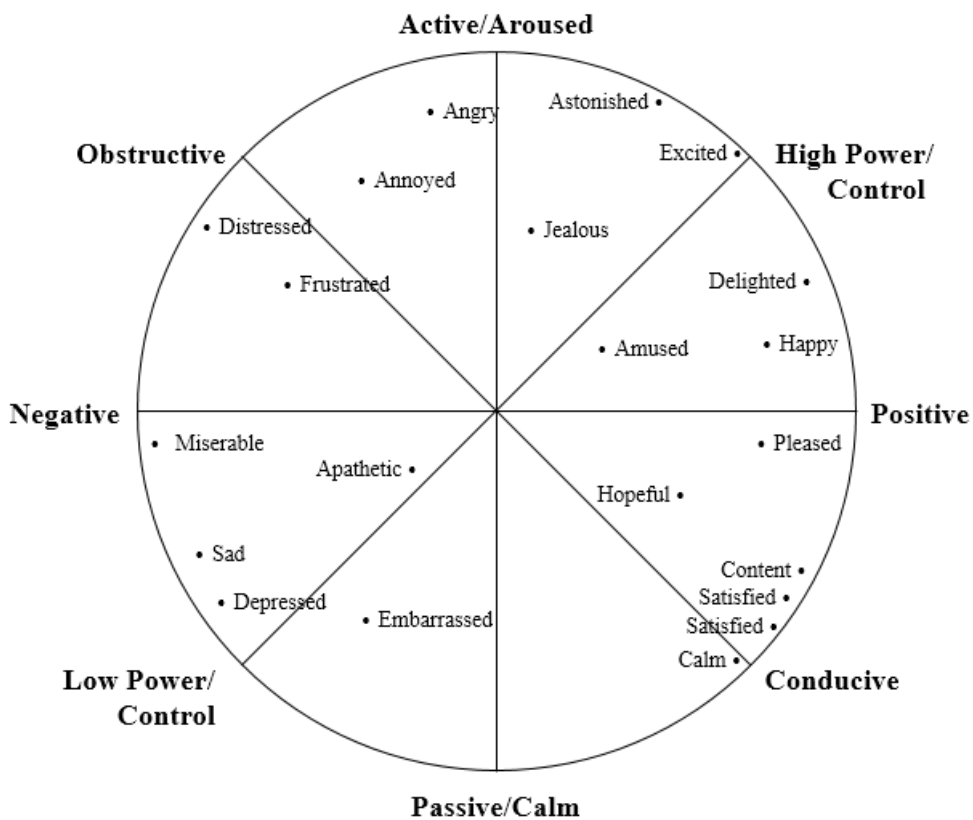 Active/Aroused
Astonished
Angry
Obstructive
Excited
High Power/
Control
Annoyed
Distressed
Jealous
Frustrated
Delighted
Amused
Happy
Negative
Positive
Miserable
Pleased
Apathetic
Hopeful
Sad
Content
Depressed
Satisfied
Embarrassed
Satisfied
Calm
Low Power/
Control
Conducive
Passive/Calm